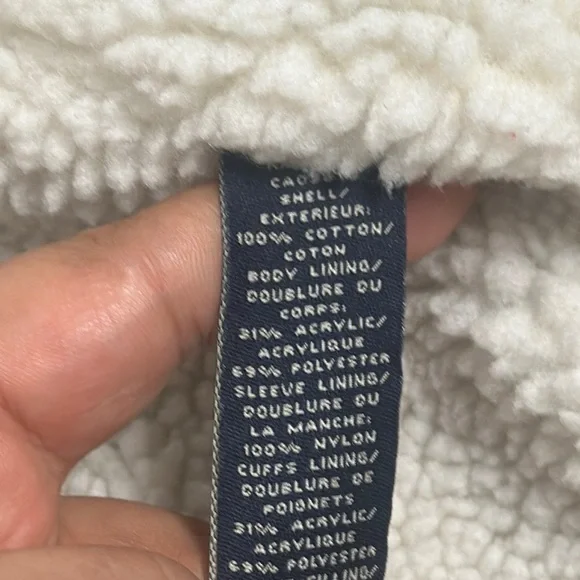 SHELL/
EXTERIEUR:
100% COTTON/
COTON
BODY LINING/
DOUBLURE DU
CORPS:
31% ACRYLIC/
ACRYLIQUE
69% POLYESTER
SLEEVE LINING/
DOUBLURE DU
LA MANCHE:
100% NYLON
CUFFS LINING/
DOUBLURE DE
POIGNETS
31% ACRYLIC/
ACRYLIQUE
69% POLYESTER
FILLING/